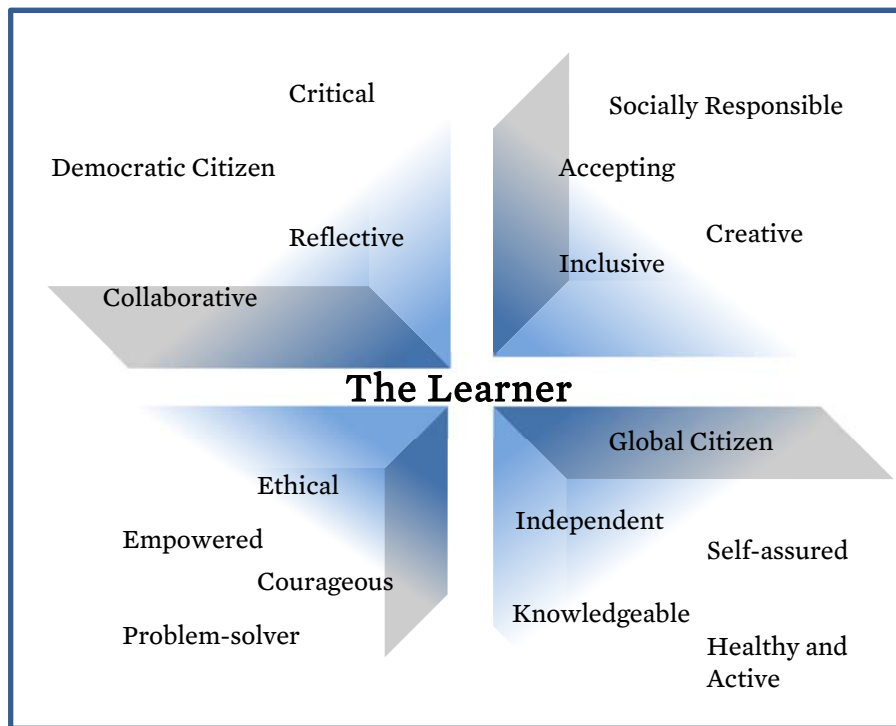 Critical
Socially Responsible
Democratic Citizen
Accepting
Creative
Reflective
Inclusive
Collaborative
The Learner
Global Citizen
Ethical
Independent
Empowered
Self-assured
Courageous
Knowledgeable
Problem-solver
Healthy and
Active